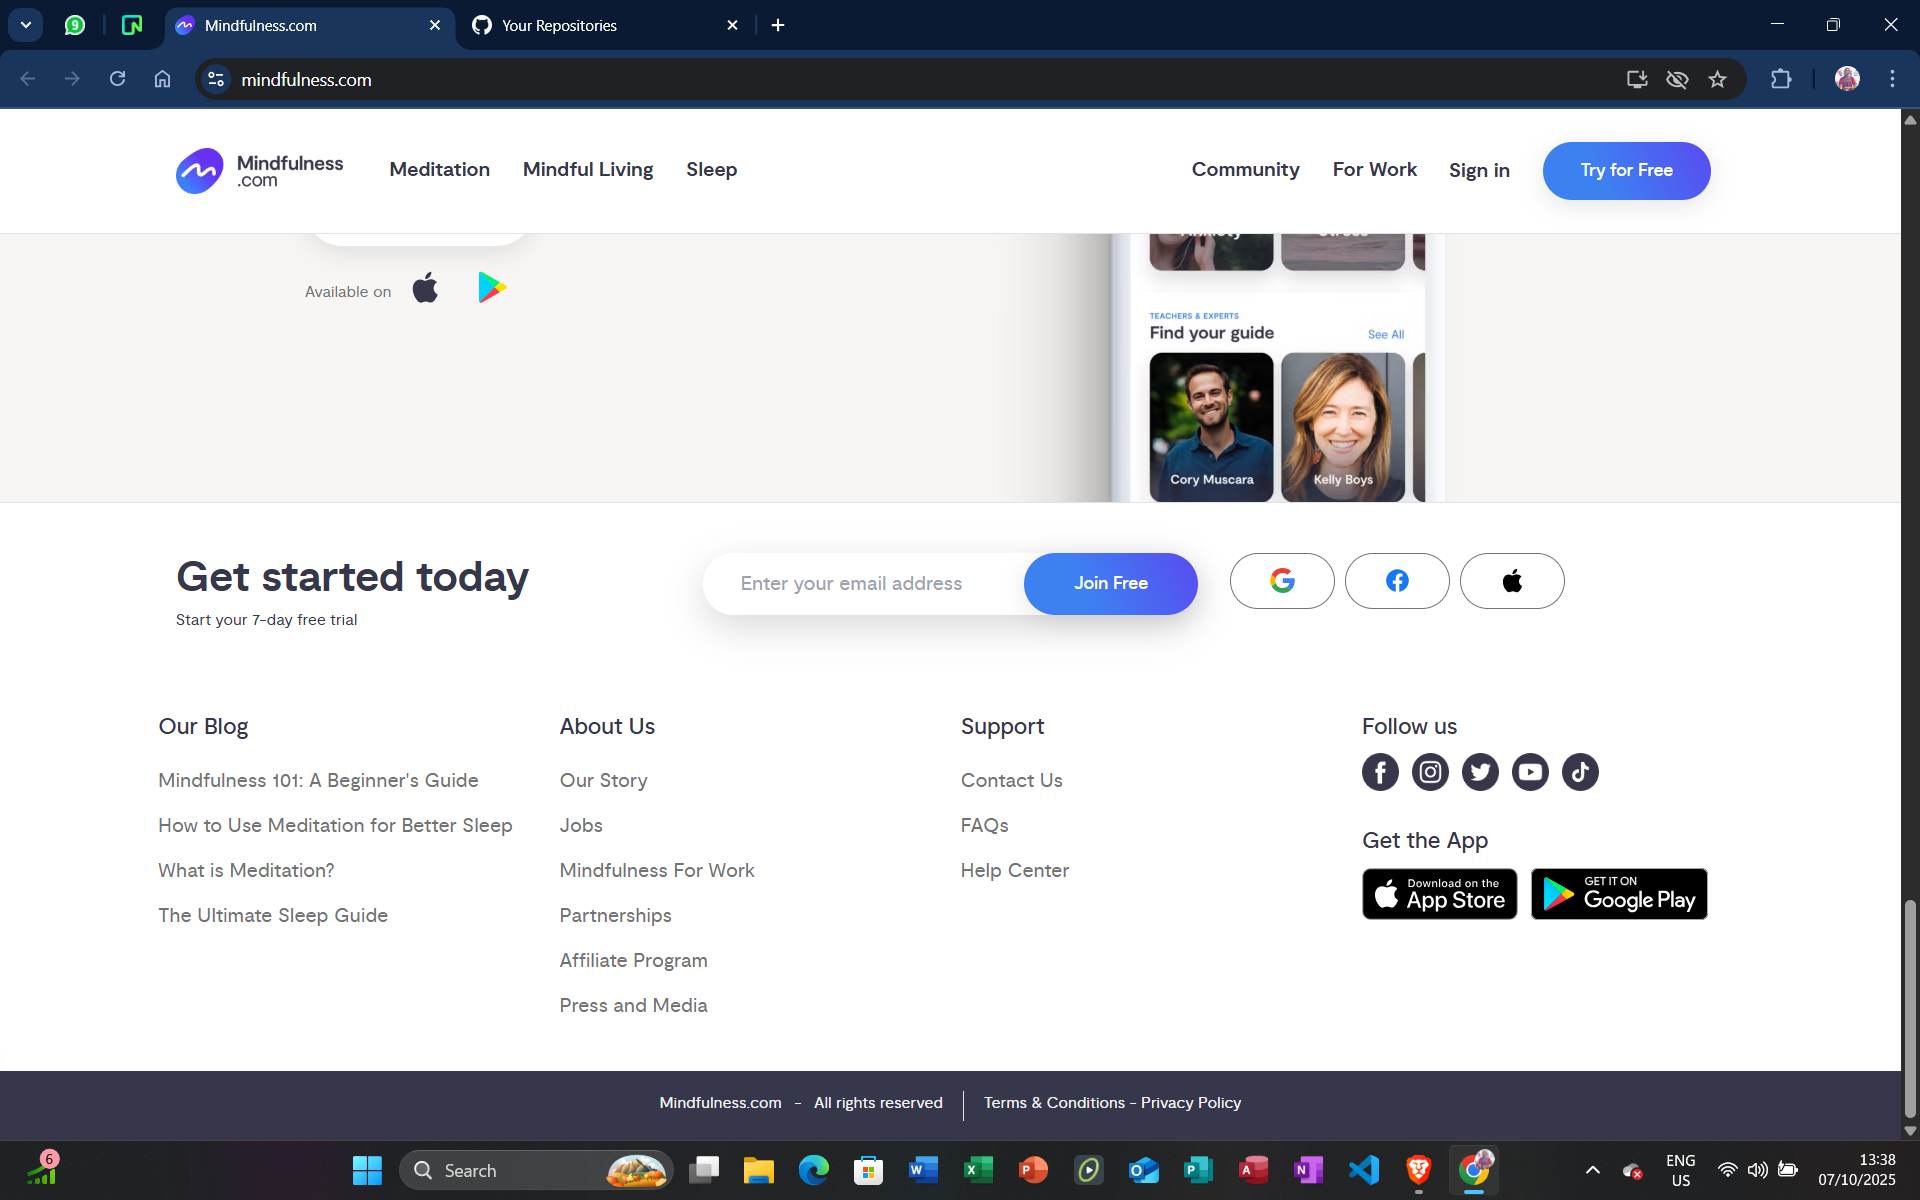 9
Mindfulness.com
Your Repositories
mindfulness.com
Mindfulness
.com
Meditation
Mindful Living
Sleep
Community
For Work
Sign in
Try for Free
Available on
TEACHERS & EXPERTS
Find your guide
See All
Cory Muscara
Kelly Boys
Get started today
Start your 7-day free trial
Enter your email address
Join Free
Our Blog
Mindfulness 101: A Beginner's Guide
How to Use Meditation for Better Sleep
What is Meditation?
The Ultimate Sleep Guide
About Us
Our Story
Jobs
Mindfulness For Work
Partnerships
Affiliate Program
Press and Media
Support
Contact Us
FAQs
Help Center
Follow us
Get the App
Download on the
App Store
GET IT ON
Google Play
Mindfulness.com - All rights reserved
Terms & Conditions - Privacy Policy
6
Search
ENG
US
13:38
07/10/2025